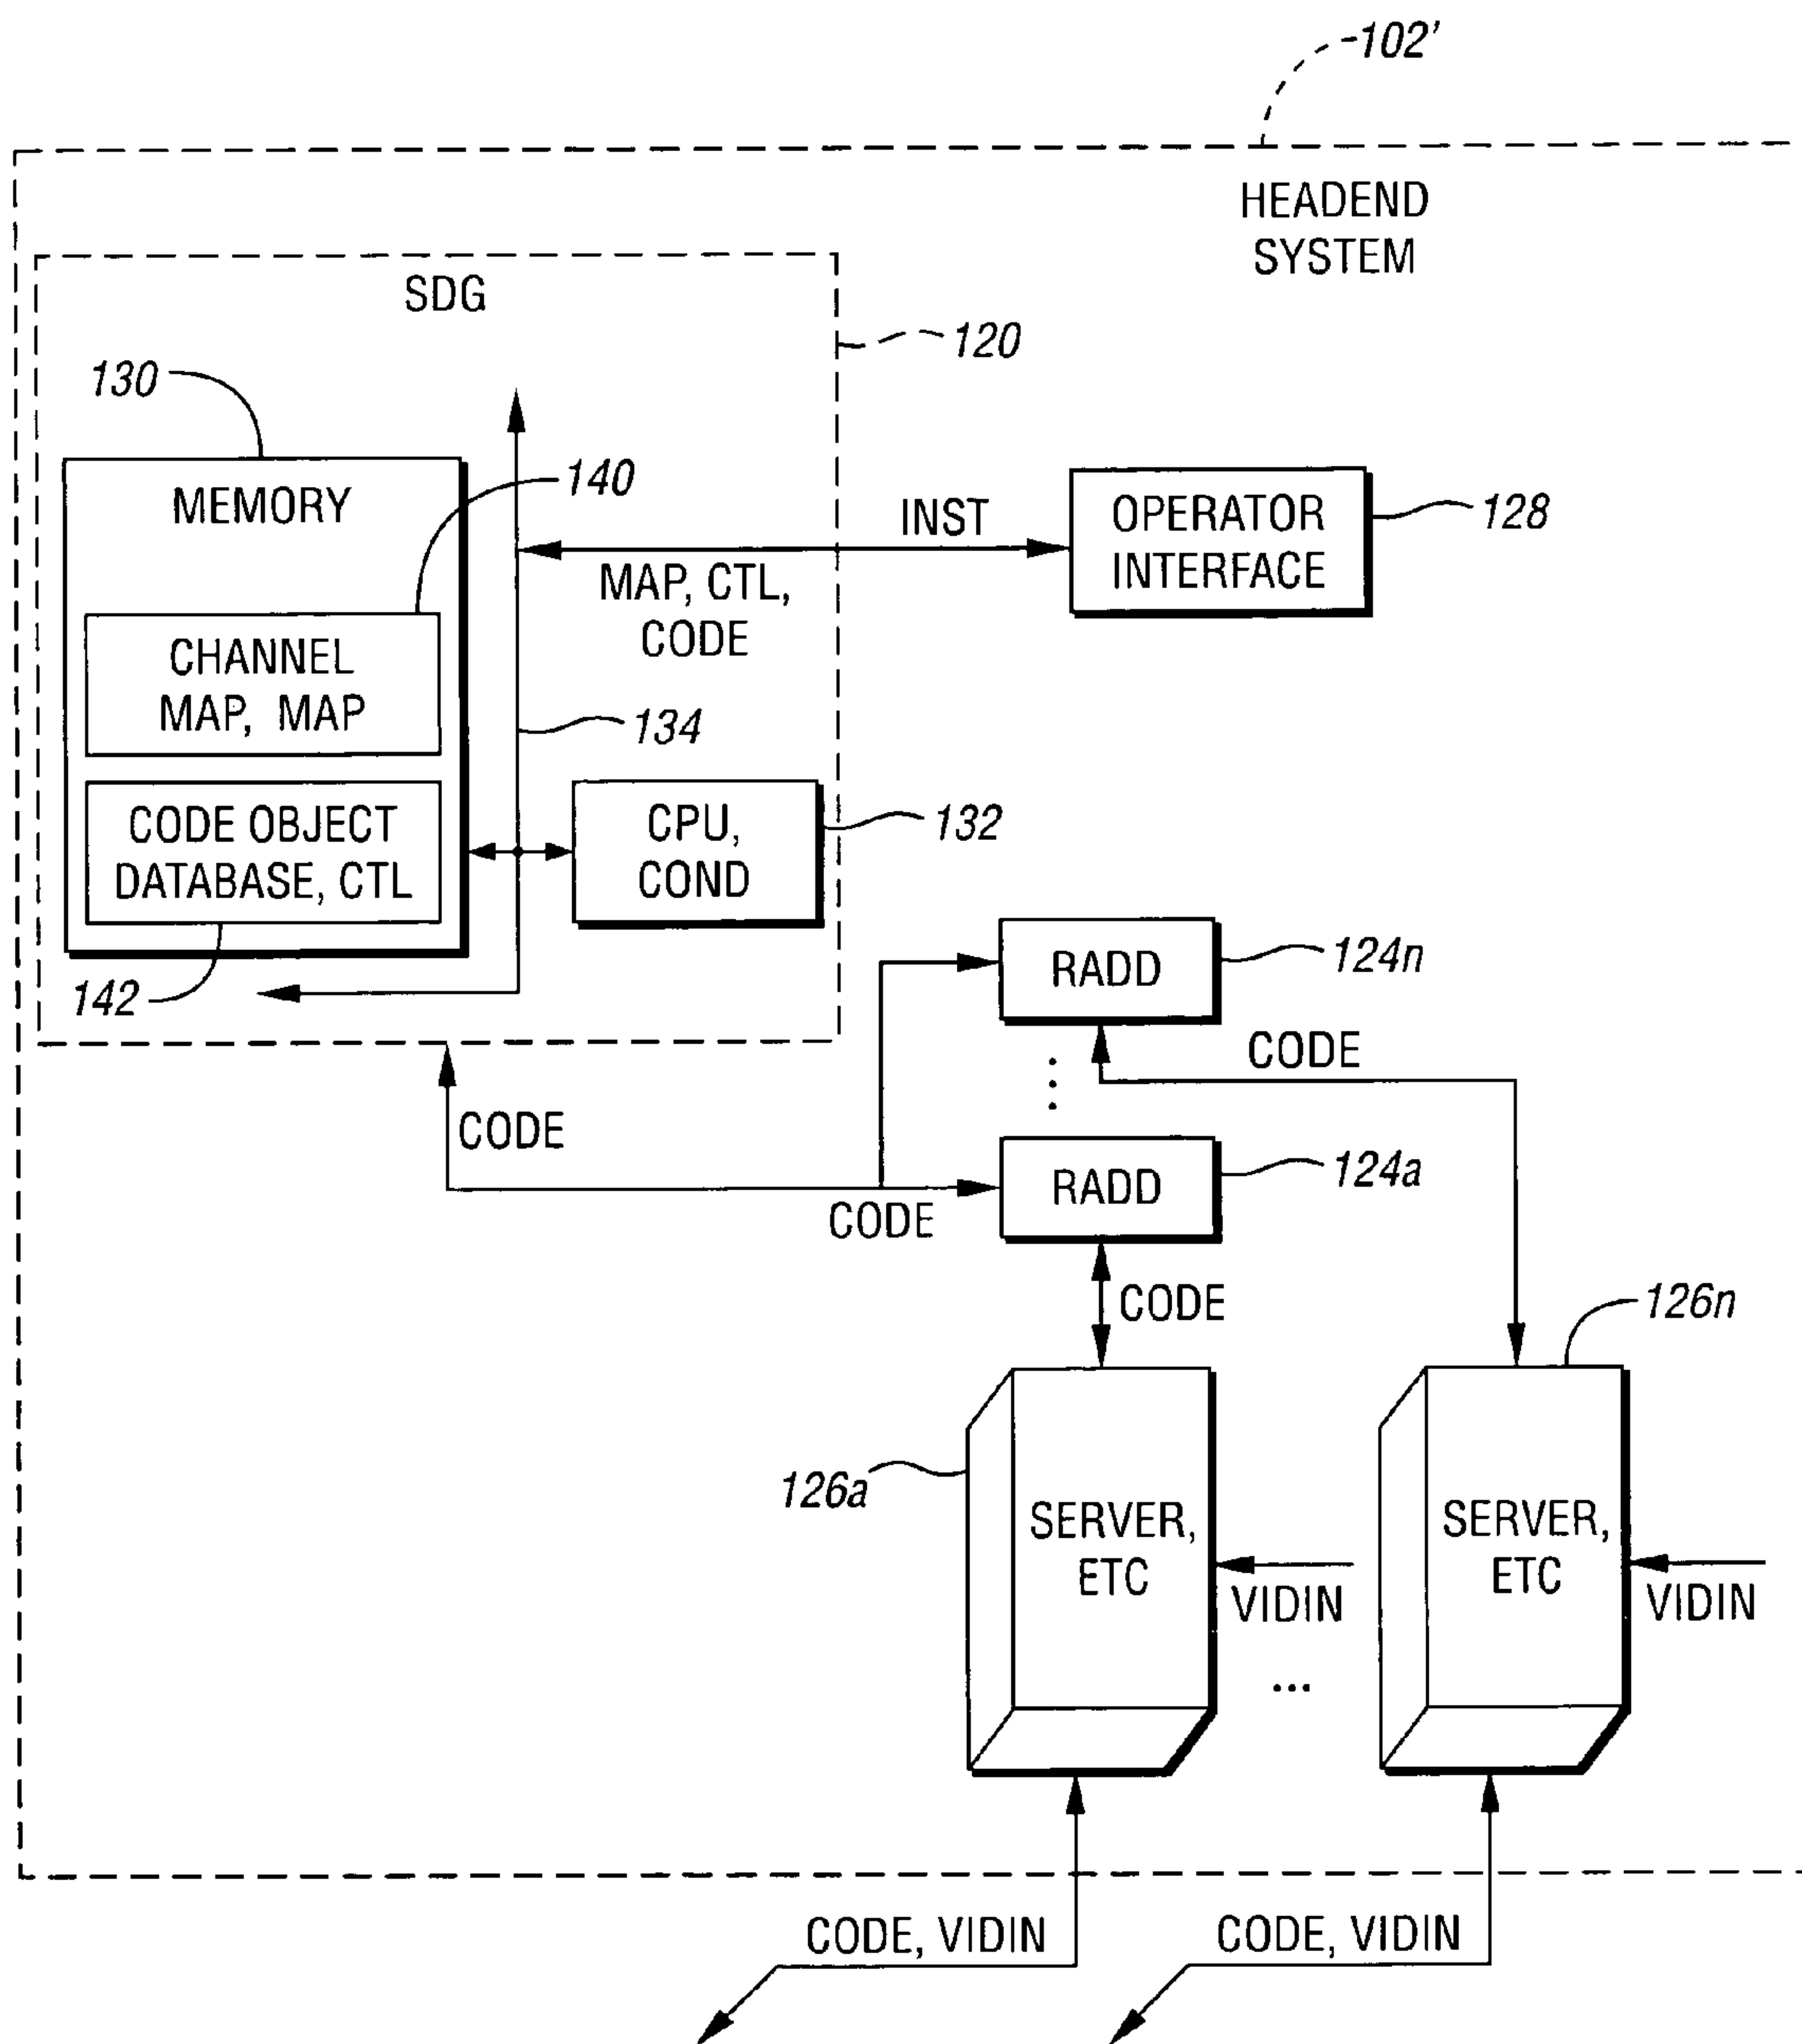 102'
HEADEND
SYSTEM
SDG
120
130
MEMORY
140
INST
OPERATOR
INTERFACE
128
MAP, CTL,
CODE
CHANNEL
MAP, MAP
134
CODE OBJECT
DATABASE, CTL
CPU,
COND
132
142
RADD
124n
CODE
CODE
RADD
124a
CODE
CODE
126n
126a
SERVER,
ETC
SERVER,
ETC
VIDIN
VIDIN
...
CODE, VIDIN
CODE, VIDIN